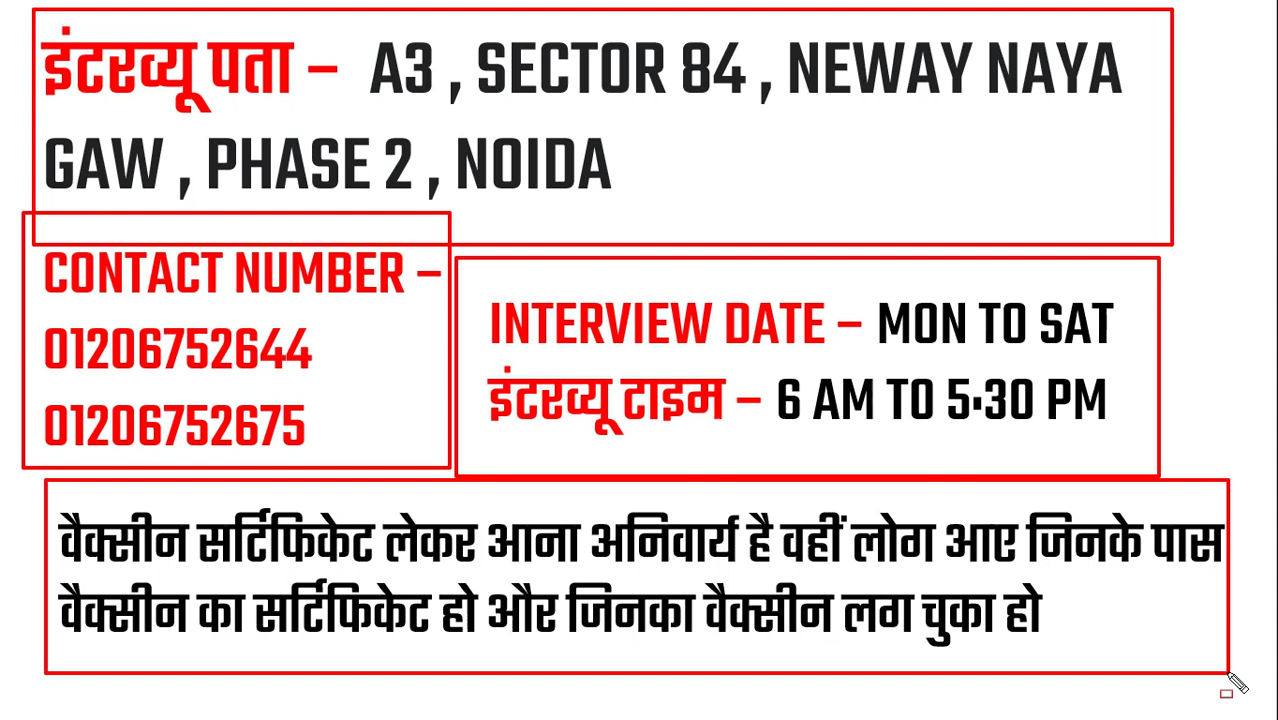 इंटरव्यू पता – A3 , SECTOR 84 , NEWAY NAYA
GAW , PHASE 2 , NOIDA
CONTACT NUMBER –
01206752644
01206752675
INTERVIEW DATE – MON TO SAT
इंटरव्यू टाइम – 6 AM TO 5:30 PM
वैक्सीन सर्टिफिकेट लेकर आना अनिवार्य है वहीं लोग आए जिनके पास
वैक्सीन का सर्टिफिकेट हो और जिनका वैक्सीन लग चुका हो